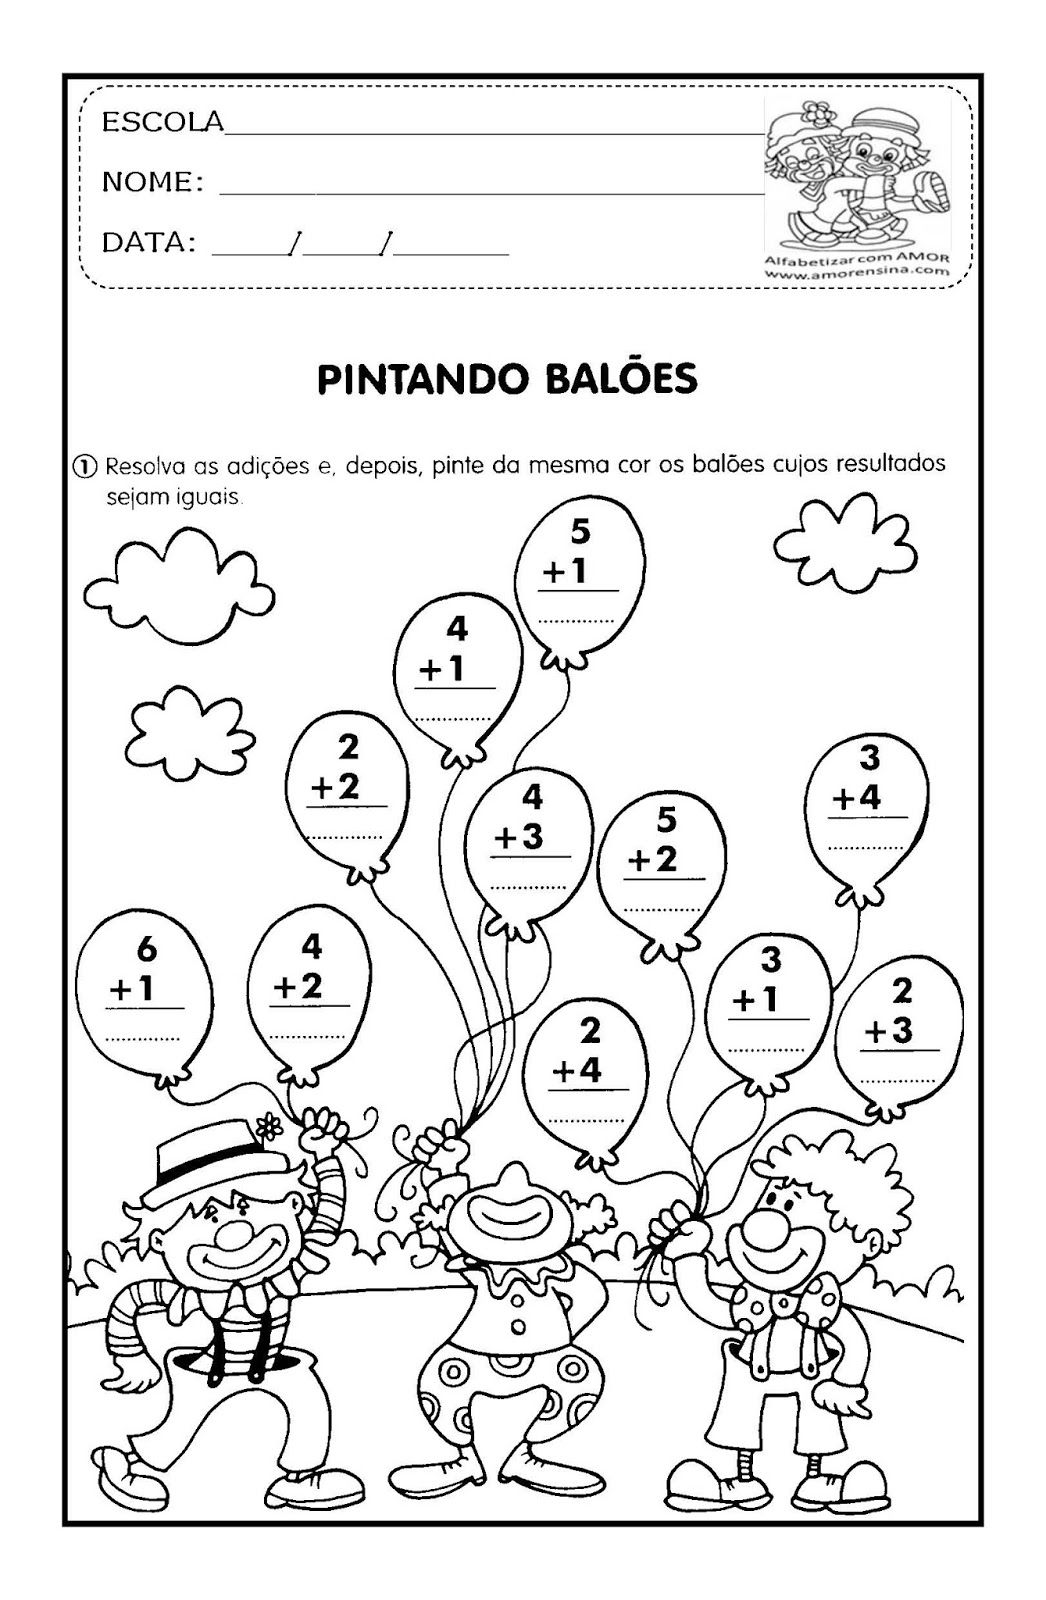 ESCOLA
NOME:
DATA: / /
Alfabetizar com AMOR
www.amorensina.com
PINTANDO BALÕES
1 Resolva as adições e, depois, pinte da mesma cor os balões cujos resultados
sejam iguais.
5
+1
4
+1
2
+2
4
+3
5
+2
3
+4
6
+1
4
+2
2
+4
3
+1
2
+3